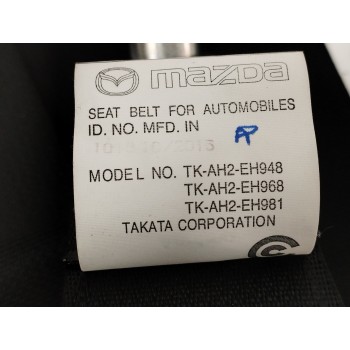 mazda
SEAT BELT FOR AUTOMOBILES
ID. NO. MFD. IN
MODEL NO. TK-AH2-EH948
TK-AH2-EH968
TK-AH2-EH981
TAKATA CORPORATION